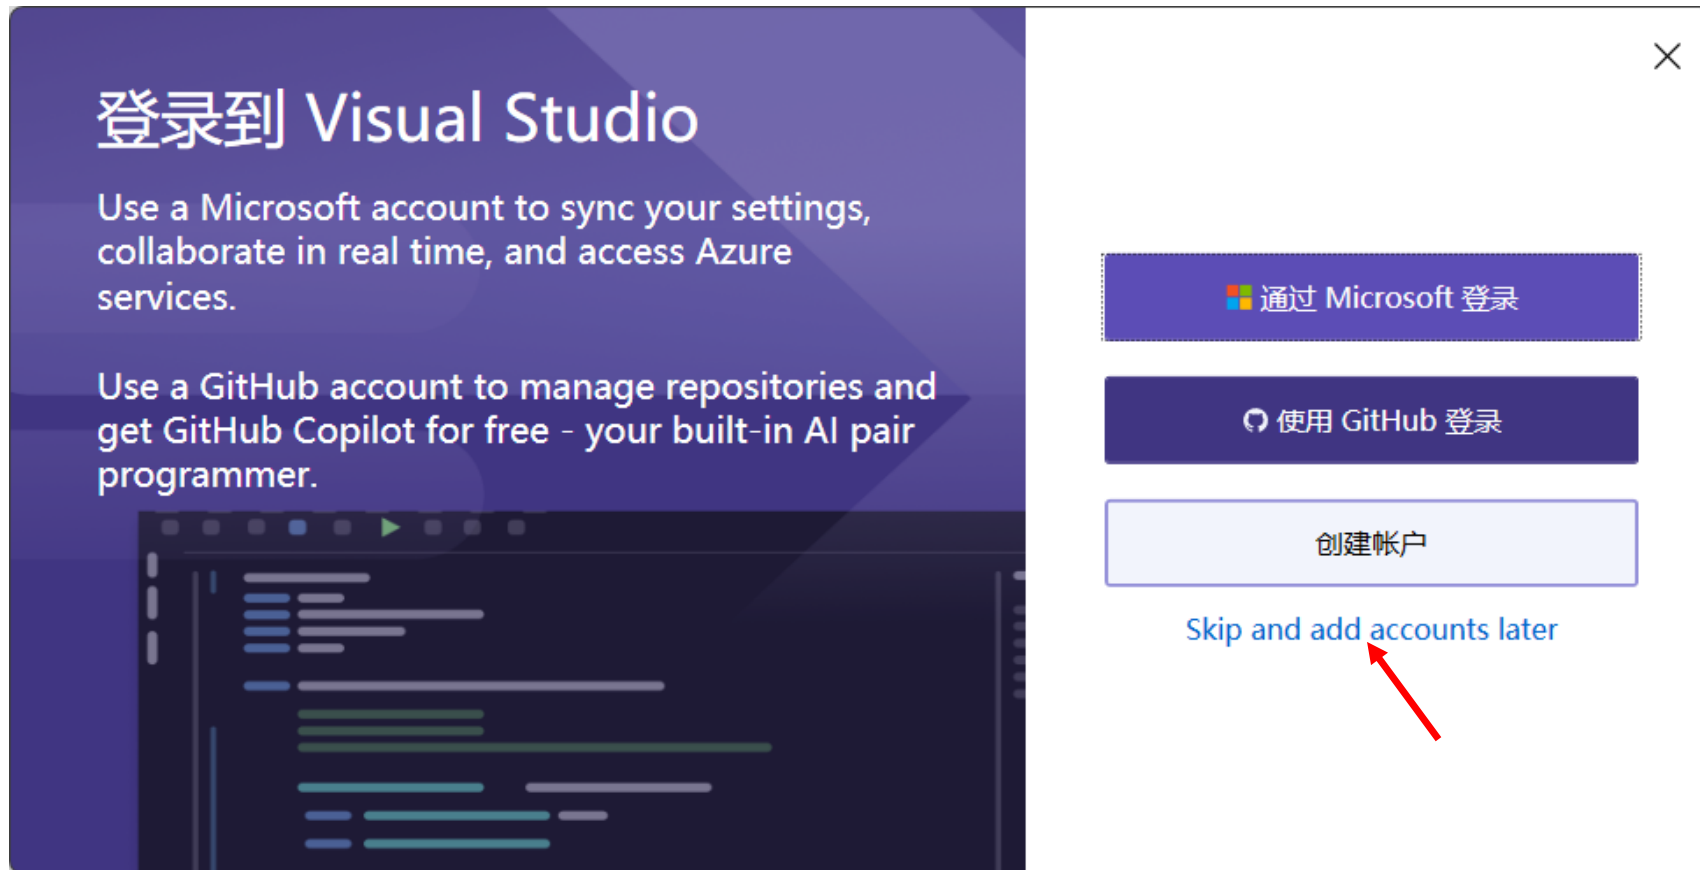 登录到 Visual Studio
Use a Microsoft account to sync your settings,
collaborate in real time, and access Azure
services.
Use a GitHub account to manage repositories and
get GitHub Copilot for free - your built-in AI pair
programmer.
通过 Microsoft 登录
使用 GitHub 登录
创建帐户
Skip and add accounts later